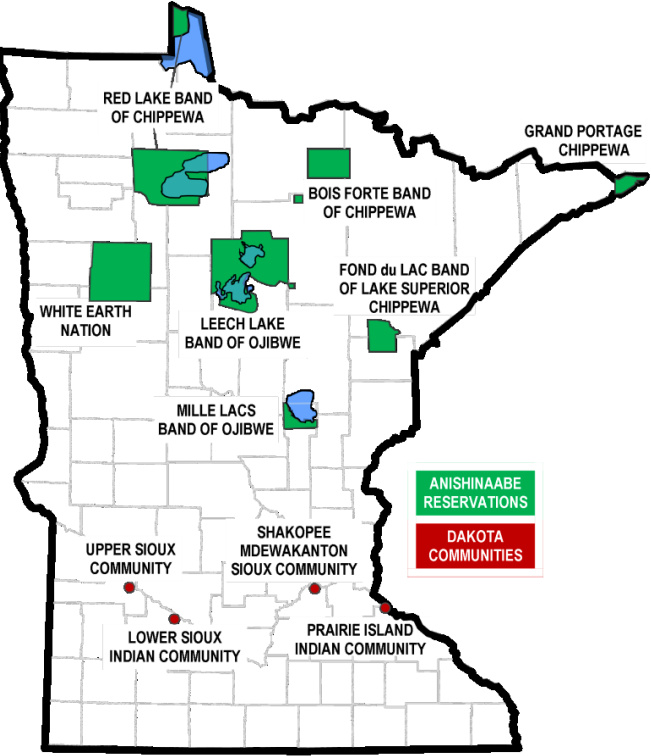 RED LAKE BAND
OF CHIPPEWA
GRAND PORTAGE
CHIPPEWA
BOIS FORTE BAND
OF CHIPPEWA
FOND du LAC BAND
OF LAKE SUPERIOR
CHIPPEWA
WHITE EARTH
NATION
LEECH LAKE
BAND OF OJIBWE
MILLE LACS
BAND OF OJIBWE
ANISHINAABE
RESERVATIONS
DAKOTA
COMMUNITIES
UPPER SIOUX
COMMUNITY
SHAKOPEE
MDEWAKANTON
SIOUX COMMUNITY
LOWER SIOUX
INDIAN COMMUNITY
PRAIRIE ISLAND
INDIAN COMMUNITY